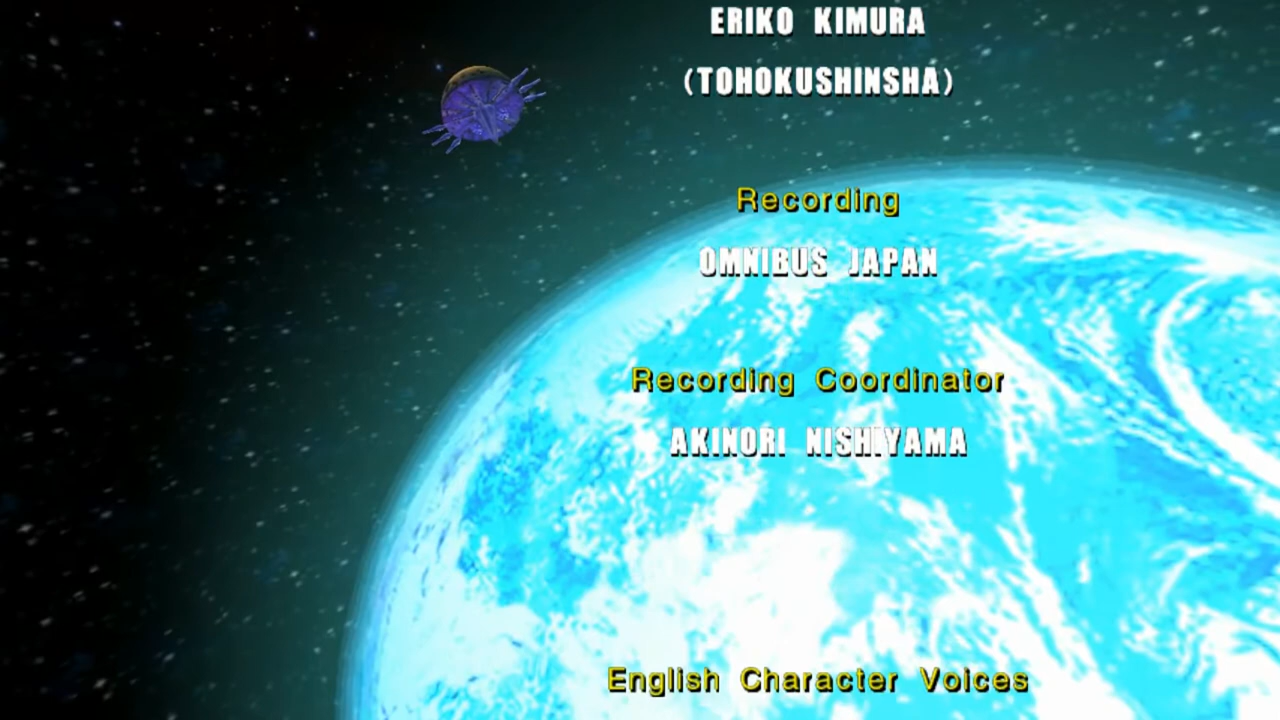 ERIKO KIMURA
(TOHOKUSHINSHA)
Recording
OMNIBUS JAPAN
Recording Coordinator
AKINORI NISHIYAMA
English Character Voices